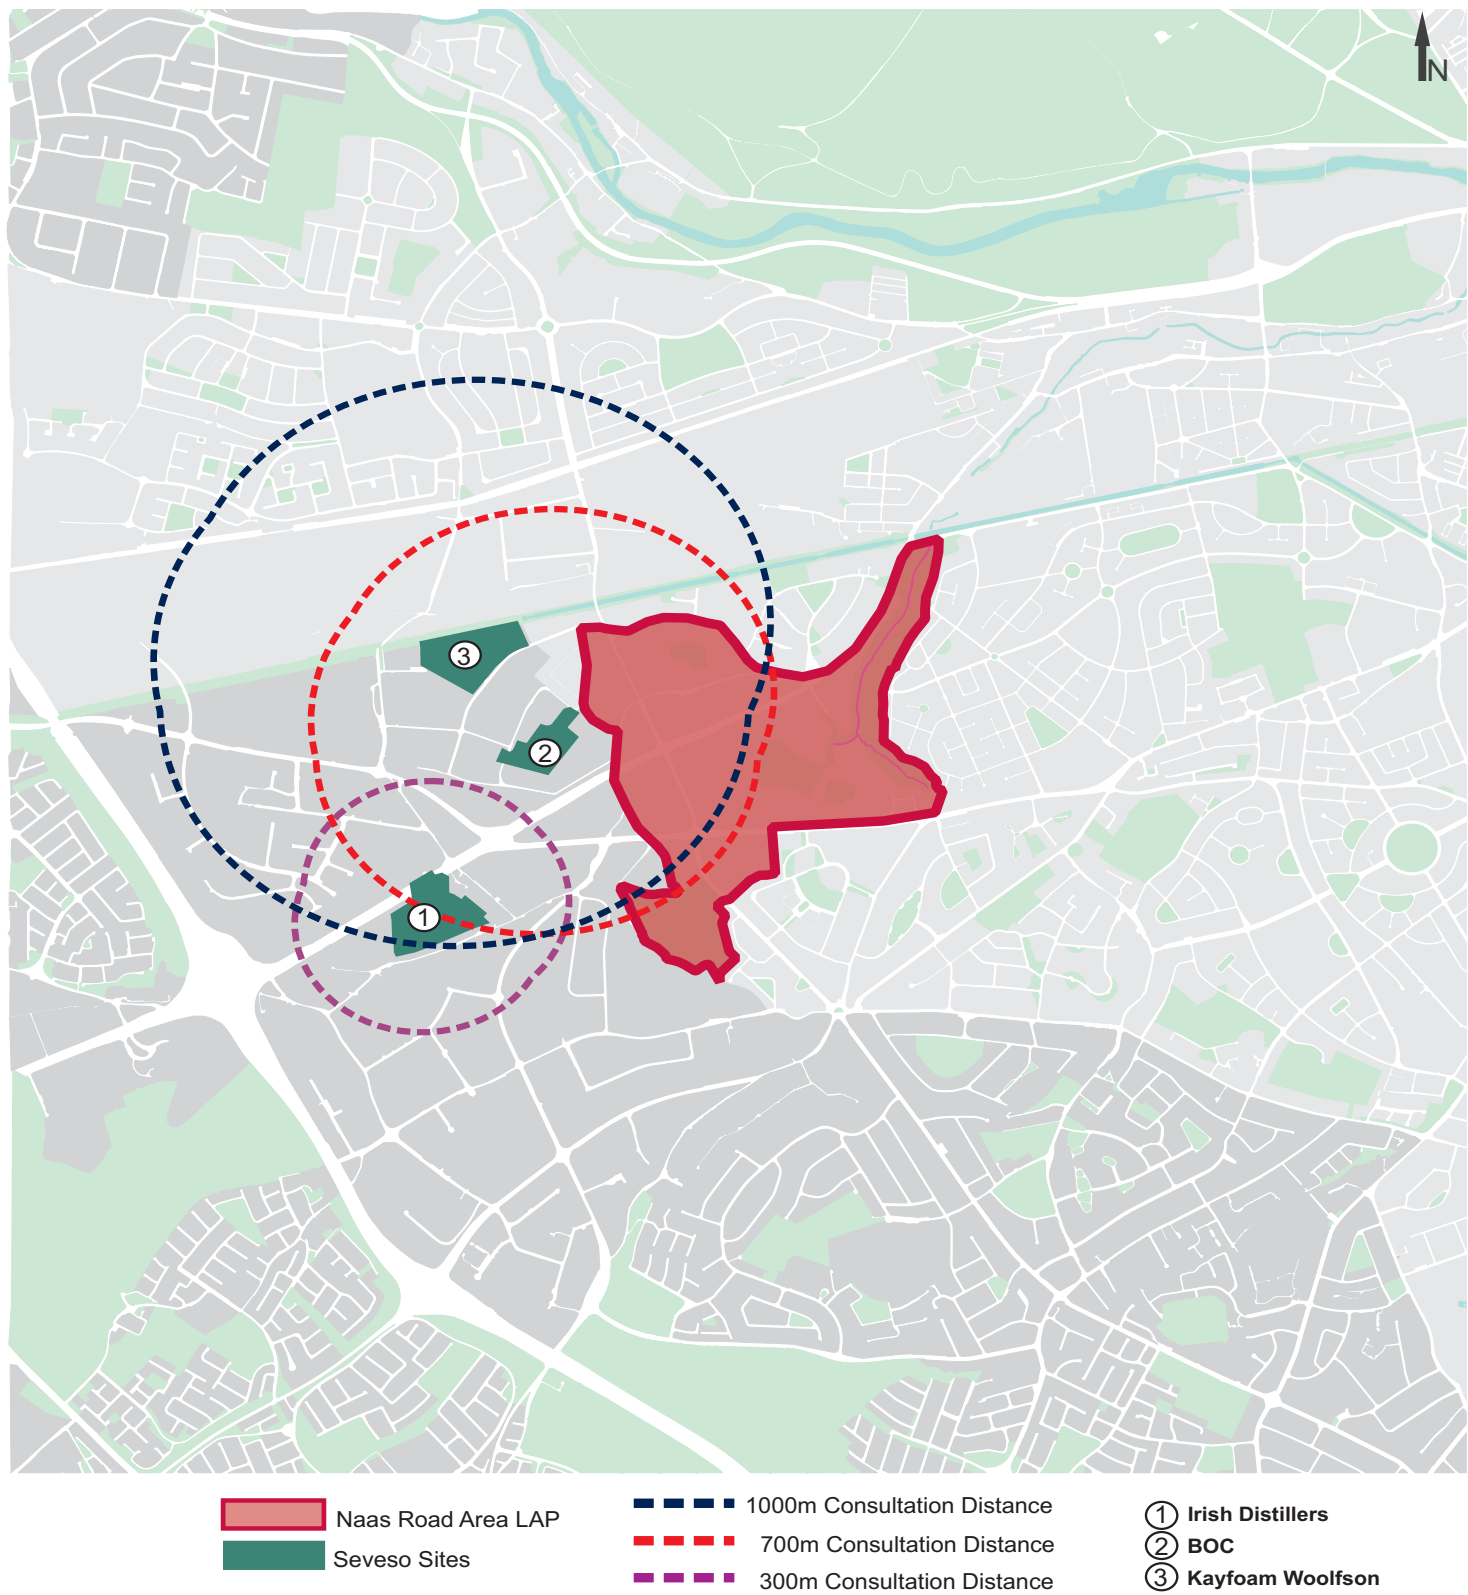 N
3
2
1
Naas Road Area LAP
Seveso Sites
1000m Consultation Distance
700m Consultation Distance
300m Consultation Distance
1 Irish Distillers
2 BOC
3 Kayfoam Woolfson